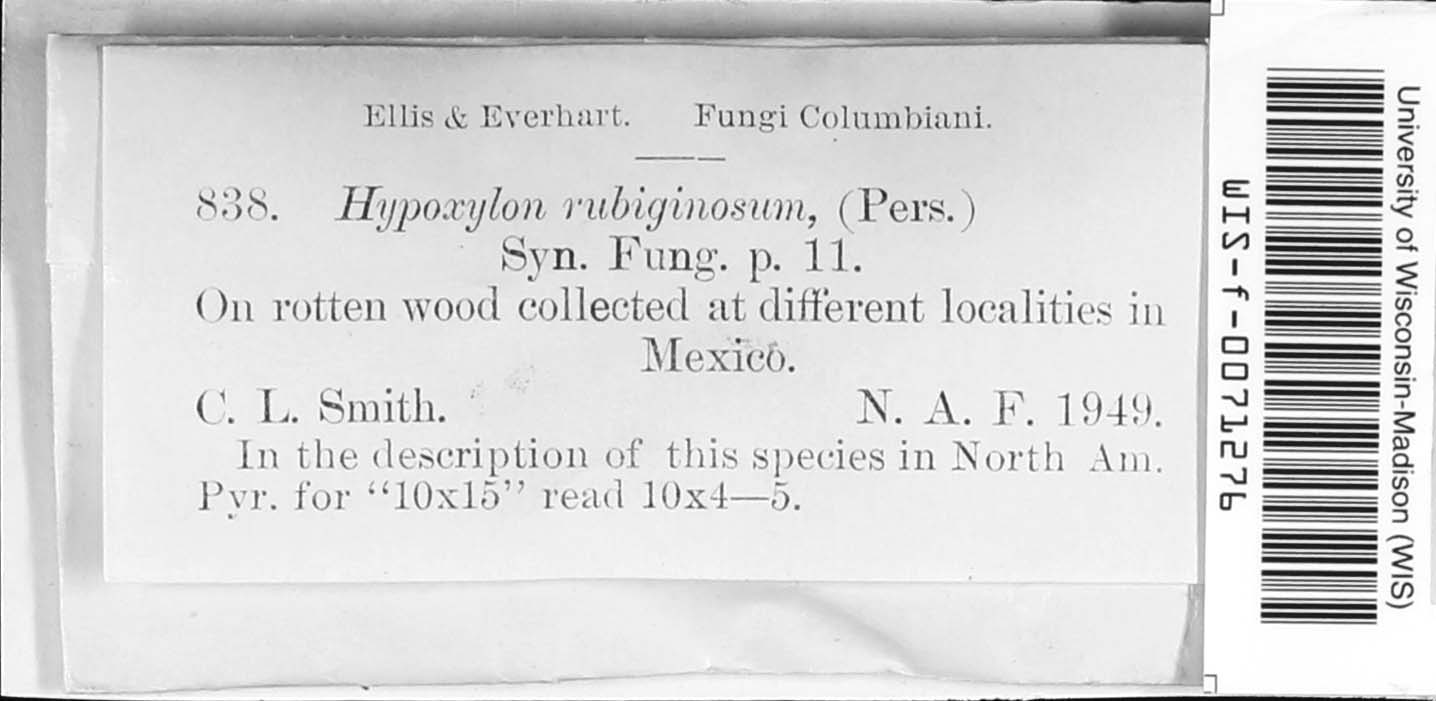 Ellis & Everhart. Fungi Columbiani.
838. Hypoxylon rubiginosum, (Pers.)
Syn. Fung. p. 11.
On rotten wood collected at different localities in
Mexico.
C. L. Smith. N. A. F. 1949.
In the description of this species in North Am.
Pyr. for “10x15” read 10x4—5.
University of Wisconsin-Madison (WIS)
WIS-f-0071276